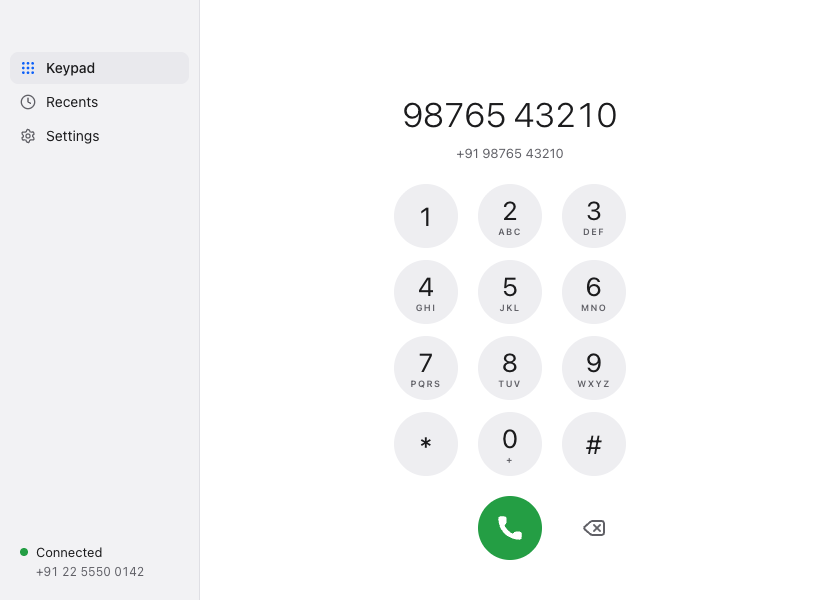 Keypad
Recents
Settings
98765 43210
+91 98765 43210
1
2
ABC
3
DEF
4
GHI
5
JKL
6
MNO
7
PQRS
8
TUV
9
WXYZ
*
0
+
#
Connected
+91 22 5550 0142